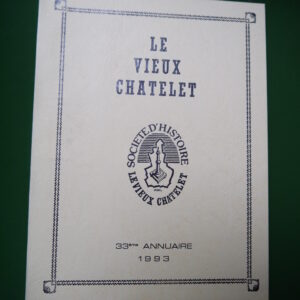 LE
VIEUX
CHATELET
SOCIETE D'HISTOIRE
LE VIEUX CHATELET
33ème ANNUAIRE
1993